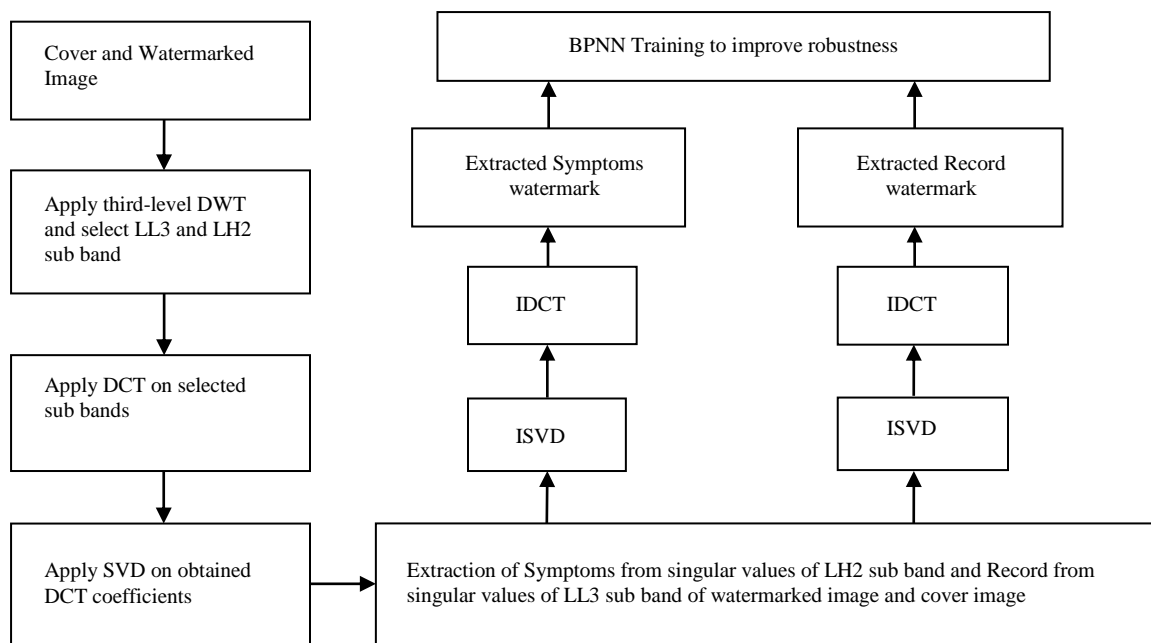 Cover and Watermarked
Image
Apply third-level DWT
and select LL3 and LH2
sub band
Apply DCT on selected
sub bands
Apply SVD on obtained
DCT coefficients
Extraction of Symptoms from singular values of LH2 sub band and Record from
singular values of LL3 sub band of watermarked image and cover image
ISVD
ISVD
IDCT
IDCT
Extracted Symptoms
watermark
Extracted Record
watermark
BPNN Training to improve robustness